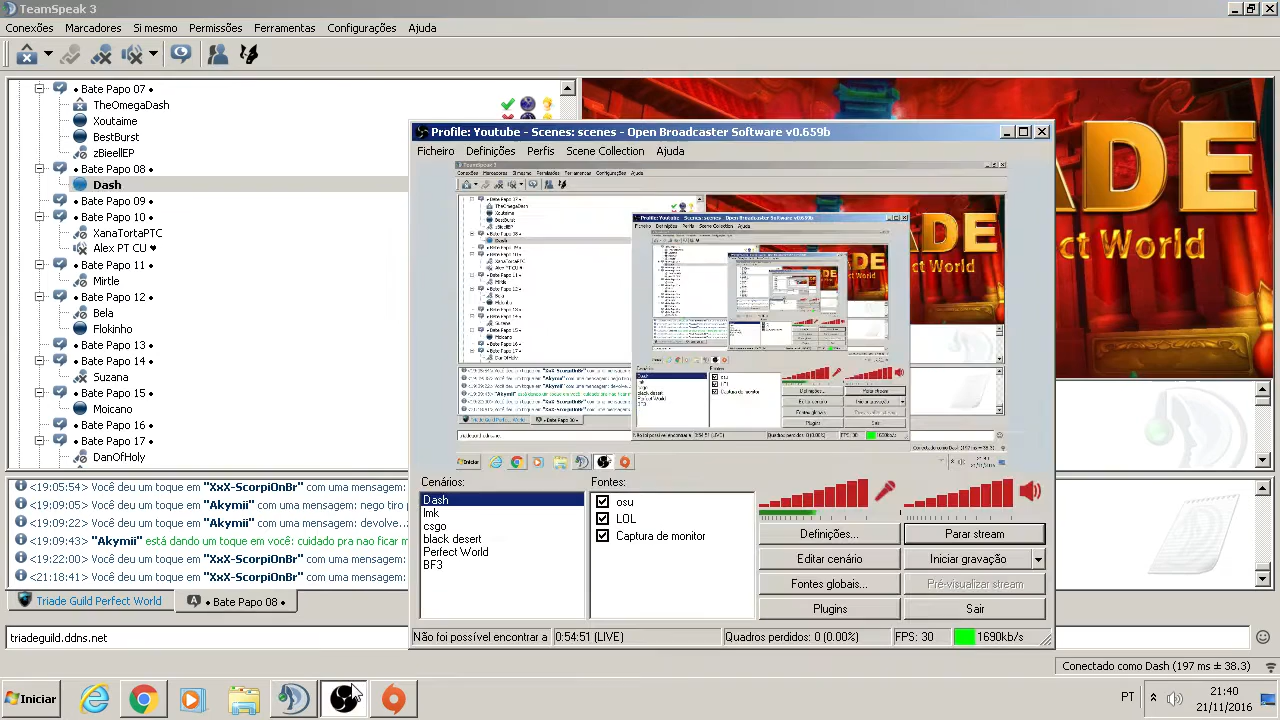 TeamSpeak 3
Conexões Marcadores Si mesmo Permissões Ferramentas Configurações Ajuda
• Bate Papo 07 •
TheOmegaDash
Xoutaime
BestBurst
zBieellEP
• Bate Papo 08 •
Dash
• Bate Papo 09 •
• Bate Papo 10 •
XanaTortaPTC
Alex PT CU ♥
• Bate Papo 11 •
Mirtle
• Bate Papo 12 •
Bela
• Bate Papo 13 •
• Bate Papo 14 •
Suzana
• Bate Papo 15 •
Moicano
• Bate Papo 16 •
• Bate Papo 17 •
DanOfHoly
ADE
ct World
<19:05:54> Você deu um toque em "XxX-ScorpiOnBr" com uma mensagem:
<19:09:05> Você deu um toque em "Akymii" com uma mensagem: negro tiro p
<19:09:21> Você deu um toque em "Akymii" com uma mensagem: devolve..
<19:09:43> "Akymii" está dando um toque em você: cuidado pra nao ficar m
<19:22:00> Você deu um toque em "XxX-ScorpiOnBr" com uma mensagem:
<21:18:41> Você deu um toque em "XxX-ScorpiOnBr" com uma mensagem:
Triade Guild Perfect World • Bate Papo 08 •
triadeguild.ddns.net
Conectado como Dash (197 ms ± 38.3)
Profile: Youtube - Scenes: scenes - Open Broadcaster Software v0.659b
Ficheiro Definições Perfis Scene Collection Ajuda
Cenários: Fontes:
Dash
lmk
csgo
black desert
Perfect World
BF3
osu
LOL
Captura de monitor
Definições... Parar stream
Editar cenário Iniciar gravação
Fontes globais... Pré-visualizar stream
Plugins Sair
Não foi possível encontrar a 0:54:51 (LIVE) Quadros perdidos: 0 (0.00%) FPS: 30 1690kb/s
Iniciar
PT
21:40
21/11/2016